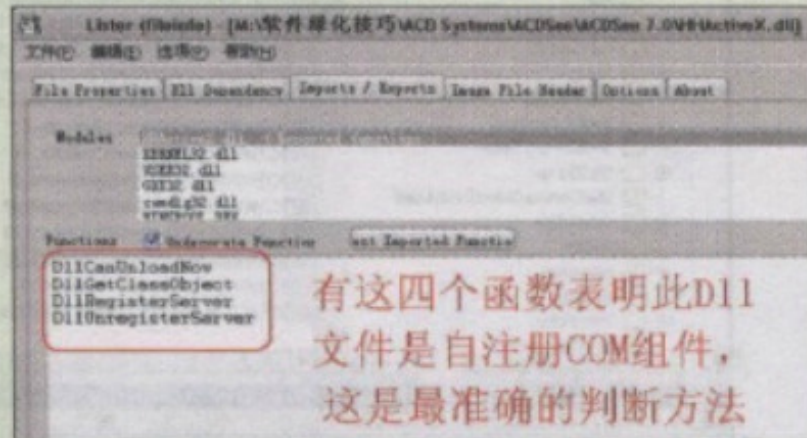 Lister (fileinfo) - [M:\软件绿化技巧\ACD Systems\ACDSee\ACDSee 7.0\HHActiveX.dll]
文件(F) 编辑(E) 选项(O) 帮助(H)
File Properties Dll Dependancy Imports / Exports Image File Header Options About
Modules
KERNEL32.dll
USER32.dll
GDI32.dll
comdlg32.dll
Functions Undecorate Function
DllCanUnloadNow
DllGetClassObject
DllRegisterServer
DllUnregisterServer
有这四个函数表明此Dll
文件是自注册COM组件，
这是最准确的判断方法